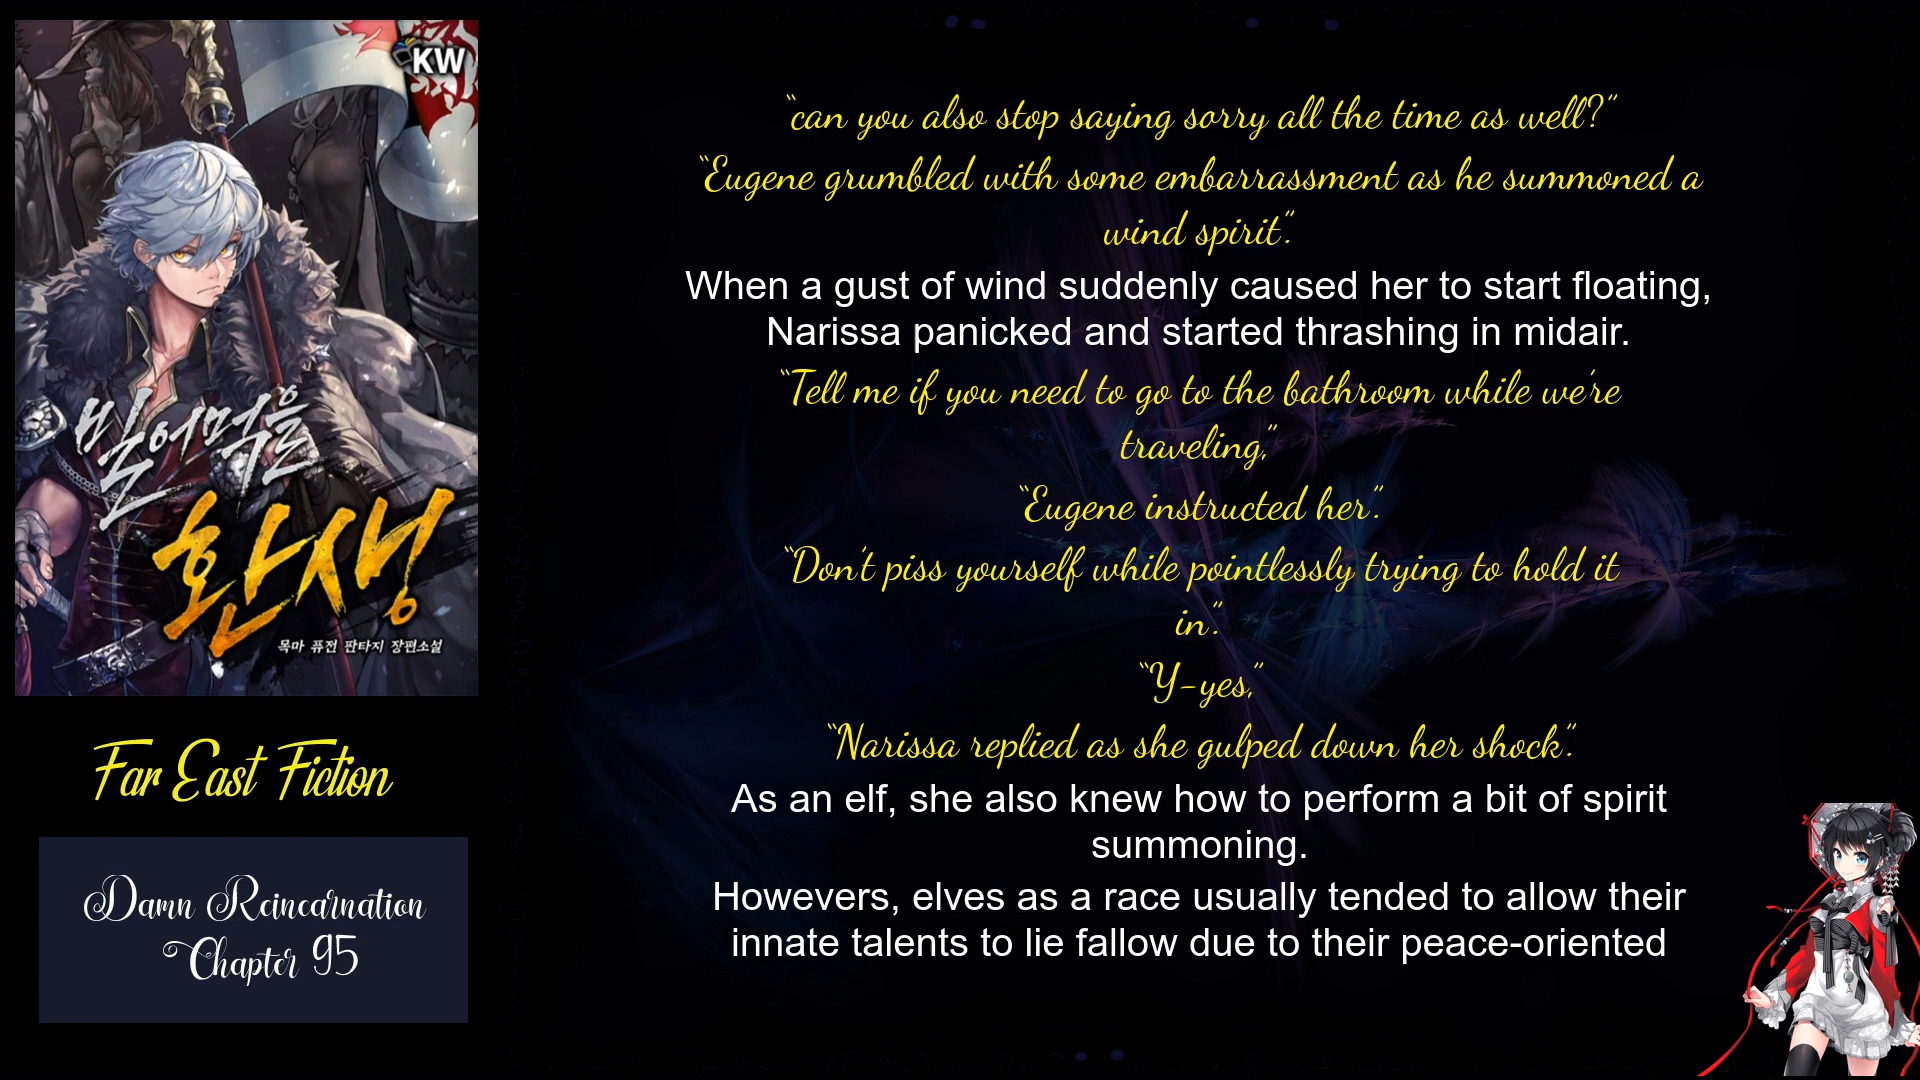 KW
빌어먹을
환생
목마 퓨전 판타지 장편소설
Far East Fiction
Damn Reincarnation
Chapter 95
“can you also stop saying sorry all the time as well?”
“Eugene grumbled with some embarrassment as he summoned a
wind spirit”.
When a gust of wind suddenly caused her to start floating,
Narissa panicked and started thrashing in midair.
“Tell me if you need to go to the bathroom while we’re
traveling,”
“Eugene instructed her”.
“Don’t piss yourself while pointlessly trying to hold it
in”.
“Y-yes,”
“Narissa replied as she gulped down her shock”.
As an elf, she also knew how to perform a bit of spirit
summoning.
Howevers, elves as a race usually tended to allow their
innate talents to lie fallow due to their peace-oriented